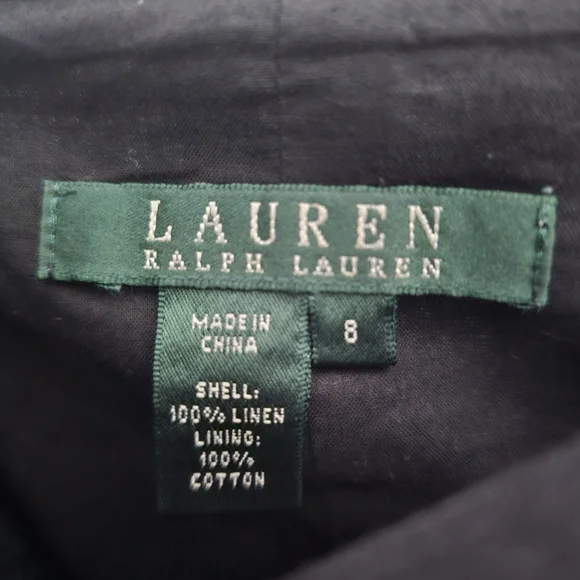 LAUREN
RALPH LAUREN
MADE IN
CHINA
8
SHELL:
100% LINEN
LINING:
100%
COTTON